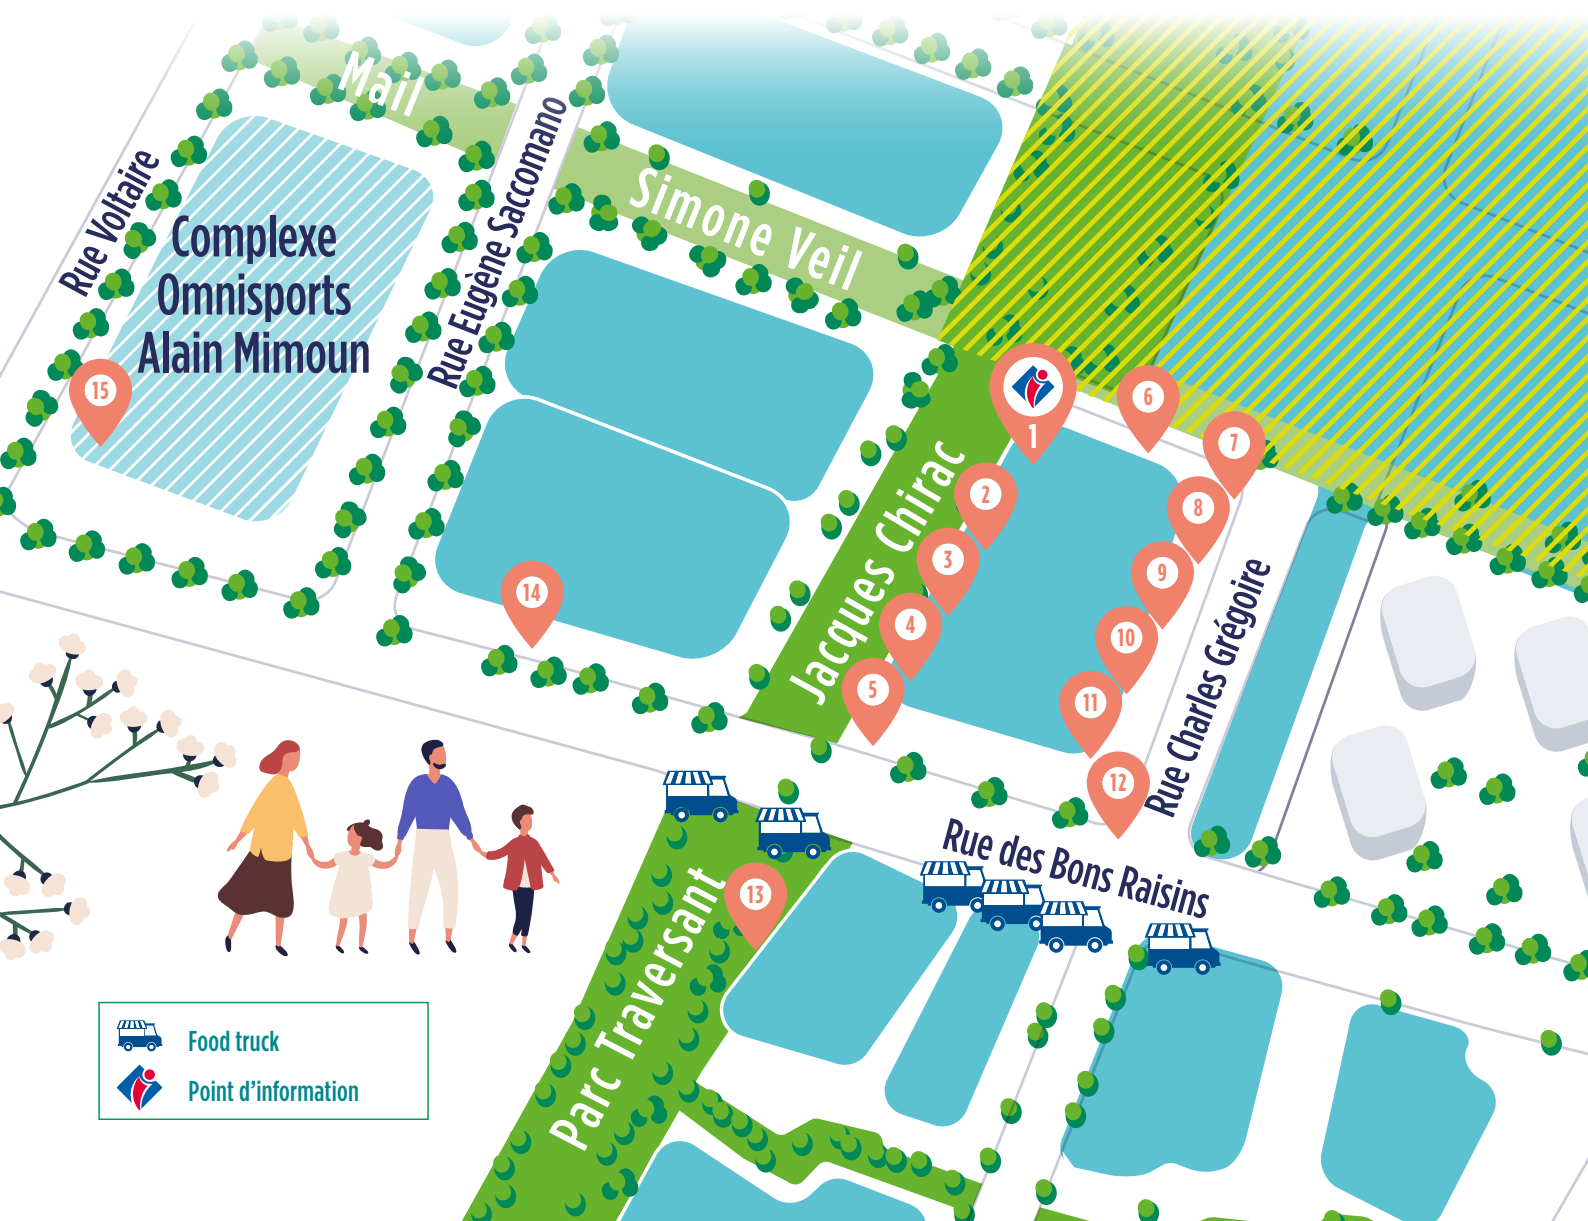 Mail
Simone Veil
Rue Voltaire
Rue Eugène Saccomano
Complexe
Omnisports
Alain Mimoun
15
1
6
7
2
8
3
9
Jacques Chirac
4
10
5
11
12
14
Rue Charles Grégoire
Rue des Bons Raisins
13
Parc Traversant
Food truck
Point d'information